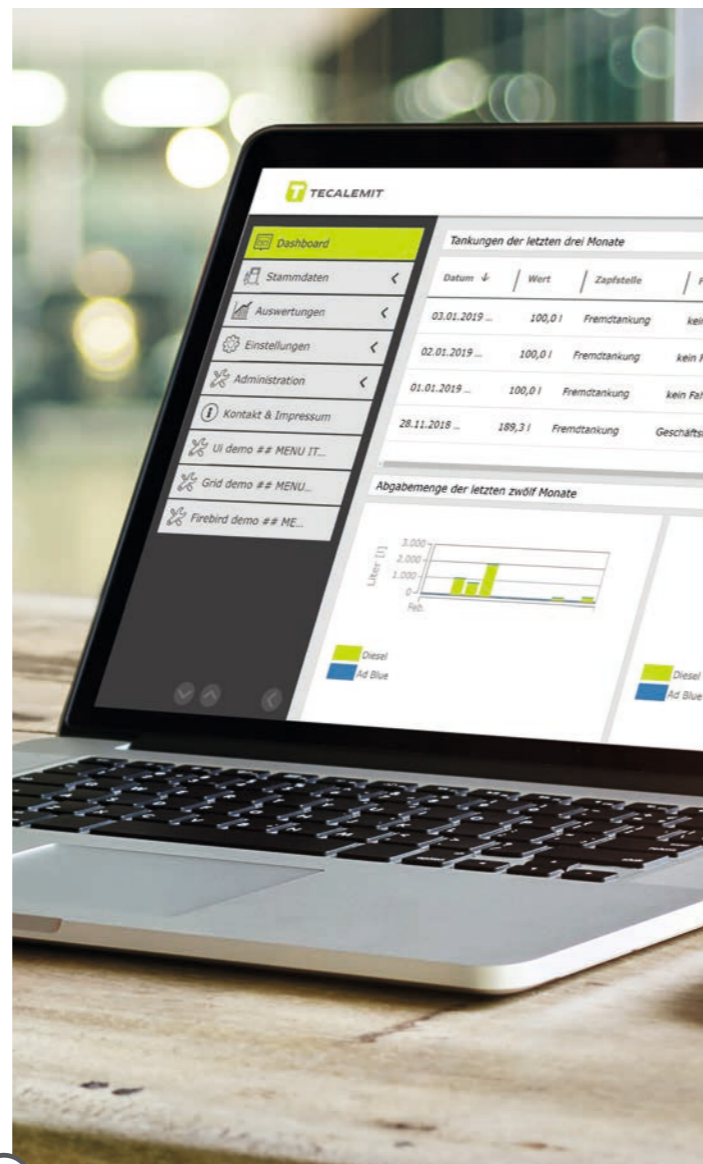 TECALEMIT
Dashboard
Stammdaten
Auswertungen
Einstellungen
Administration
Kontakt & Impressum
Ui demo ## MENU IT...
Grid demo ## MENU...
Firebird demo ## ME...
Tankungen der letzten drei Monate
Datum ↓ Wert Zapfstelle F
03.01.2019 ... 100,0 l Fremdtankung kein
02.01.2019 ... 100,0 l Fremdtankung kein F
01.01.2019 ... 100,0 l Fremdtankung kein Fah
28.11.2018 ... 189,3 l Fremdtankung Geschäfts
Abgabemenge der letzten zwölf Monate
Liter [l]
3.000
2.000
1.000
0
Feb.
Diesel
Ad Blue
Diesel
Ad Blue